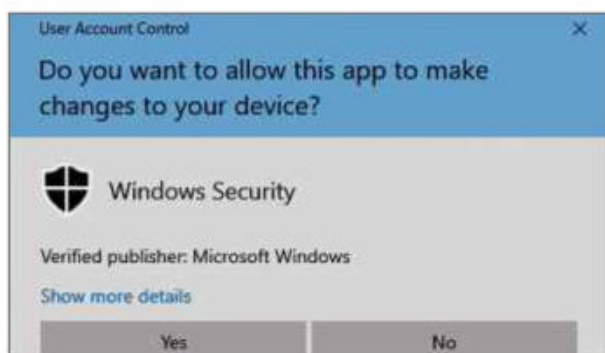 User Account Control
Do you want to allow this app to make
changes to your device?
Windows Security
Verified publisher: Microsoft Windows
Show more details
Yes No